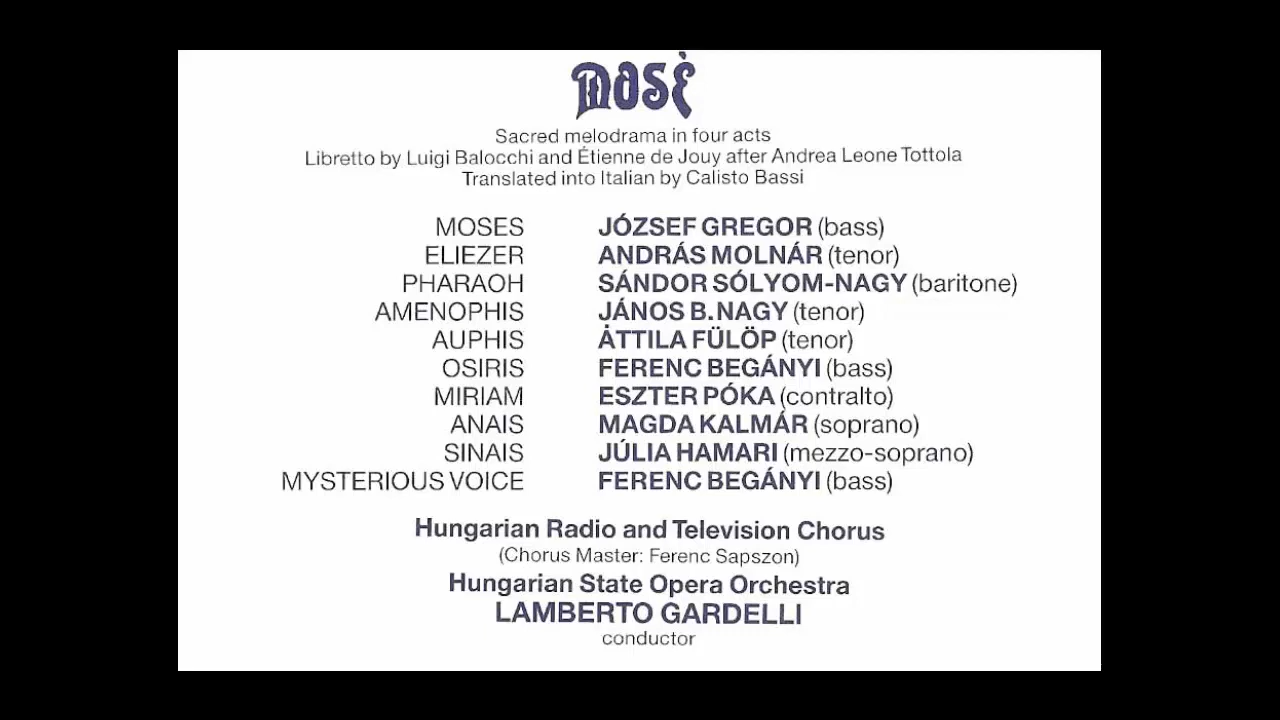 Mosè
Sacred melodrama in four acts
Libretto by Luigi Balocchi and Étienne de Jouy after Andrea Leone Tottola
Translated into Italian by Calisto Bassi
MOSES JÓZSEF GREGOR (bass)
ELIEZER ANDRÁS MOLNÁR (tenor)
PHARAOH SÁNDOR SÓLYOM-NAGY (baritone)
AMENOPHIS JÁNOS B. NAGY (tenor)
AUPHIS ATTILA FÜLÖP (tenor)
OSIRIS FERENC BEGÁNYI (bass)
MIRIAM ESZTER PÓKA (contralto)
ANAIS MAGDA KALMÁR (soprano)
SINAIS JÚLIA HAMARI (mezzo-soprano)
MYSTERIOUS VOICE FERENC BEGÁNYI (bass)
Hungarian Radio and Television Chorus
(Chorus Master: Ferenc Sapszon)
Hungarian State Opera Orchestra
LAMBERTO GARDELLI
conductor